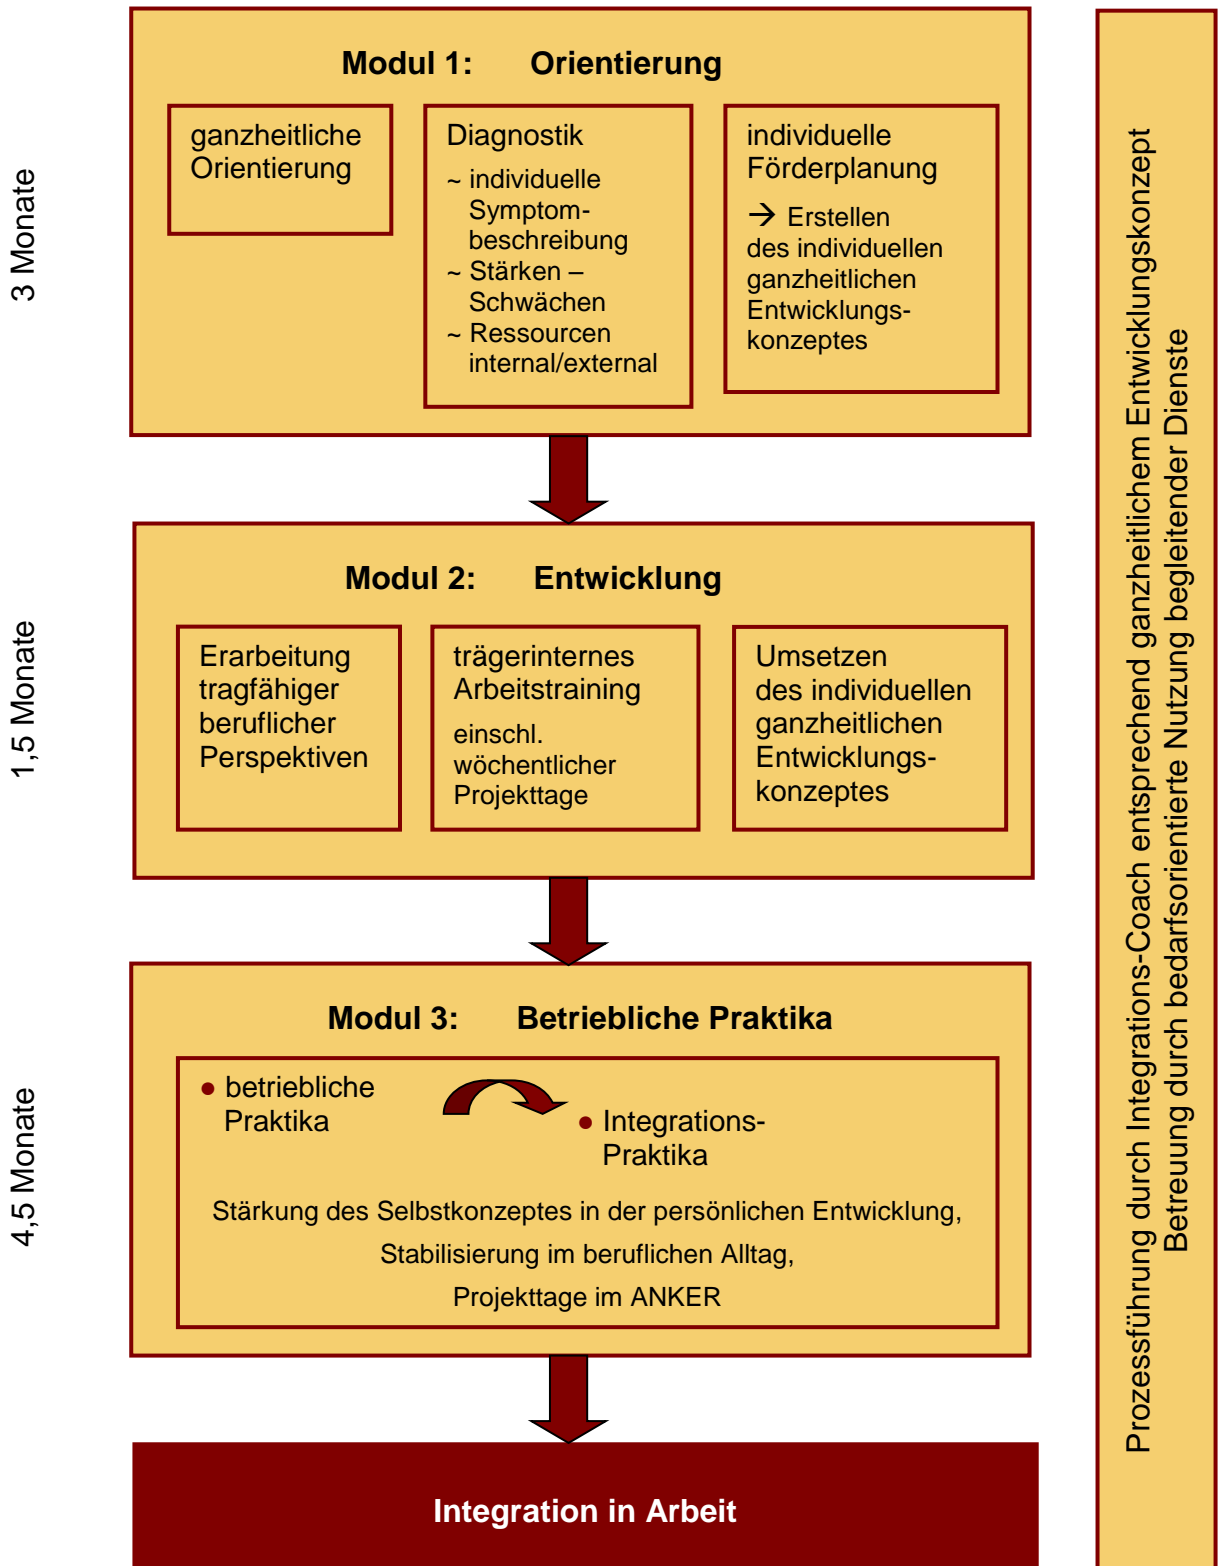 3 Monate
Modul 1: Orientierung
ganzheitliche
Orientierung
Diagnostik
~ individuelle
Symptom-
beschreibung
~ Stärken –
Schwächen
~ Ressourcen
internal/external
individuelle
Förderplanung
→ Erstellen
des individuellen
ganzheitlichen
Entwicklungs-
konzeptes
1,5 Monate
Modul 2: Entwicklung
Erarbeitung
tragfähiger
beruflicher
Perspektiven
trägerinternes
Arbeitstraining
einschl.
wöchentlicher
Projekttage
Umsetzen
des individuellen
ganzheitlichen
Entwicklungs-
konzeptes
4,5 Monate
Modul 3: Betriebliche Praktika
● betriebliche
Praktika
● Integrations-
Praktika
Stärkung des Selbstkonzeptes in der persönlichen Entwicklung,
Stabilisierung im beruflichen Alltag,
Projekttage im ANKER
Integration in Arbeit
Prozessführung durch Integrations-Coach entsprechend ganzheitlichem Entwicklungskonzept
Betreuung durch bedarfsorientierte Nutzung begleitender Dienste